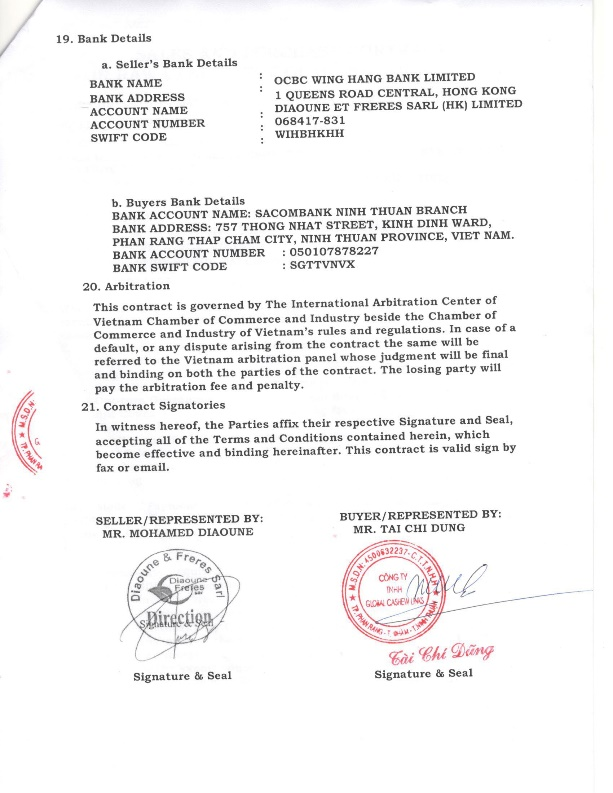 19. Bank Details
a. Seller's Bank Details
BANK NAME : OCBC WING HANG BANK LIMITED
BANK ADDRESS : 1 QUEENS ROAD CENTRAL, HONG KONG
ACCOUNT NAME : DIAOUNE ET FRERES SARL (HK) LIMITED
ACCOUNT NUMBER : 068417-831
SWIFT CODE : WIHBHKHH
b. Buyers Bank Details
BANK ACCOUNT NAME: SACOMBANK NINH THUAN BRANCH
BANK ADDRESS: 757 THONG NHAT STREET, KINH DINH WARD,
PHAN RANG THAP CHAM CITY, NINH THUAN PROVINCE, VIET NAM.
BANK ACCOUNT NUMBER : 050107878227
BANK SWIFT CODE : SGTTVNVX
20. Arbitration
This contract is governed by The International Arbitration Center of
Vietnam Chamber of Commerce and Industry beside the Chamber of
Commerce and Industry of Vietnam's rules and regulations. In case of a
default, or any dispute arising from the contract the same will be
referred to the Vietnam arbitration panel whose judgment will be final
and binding on both the parties of the contract. The losing party will
pay the arbitration fee and penalty.
21. Contract Signatories
In witness hereof, the Parties affix their respective Signature and Seal,
accepting all of the Terms and Conditions contained herein, which
become effective and binding hereinafter. This contract is valid sign by
fax or email.
M.S.D.N
TP. PHAN RA
SELLER/REPRESENTED BY:
MR. MOHAMED DIAOUNE
BUYER/REPRESENTED BY:
MR. TAI CHI DUNG
Diaoune & Freres Sarl
Diaoune
Freres
Direction
Signature & Seal
M.S.D.N: 4500632237-C.T.T.N.H.H
CÔNG TY
TNHH
GLOBAL CASHEW LINKS
TP. PHAN RANG-T.CHÀM-T.NINH THUẬN
Tài Chí Dũng
Signature & Seal
Signature & Seal